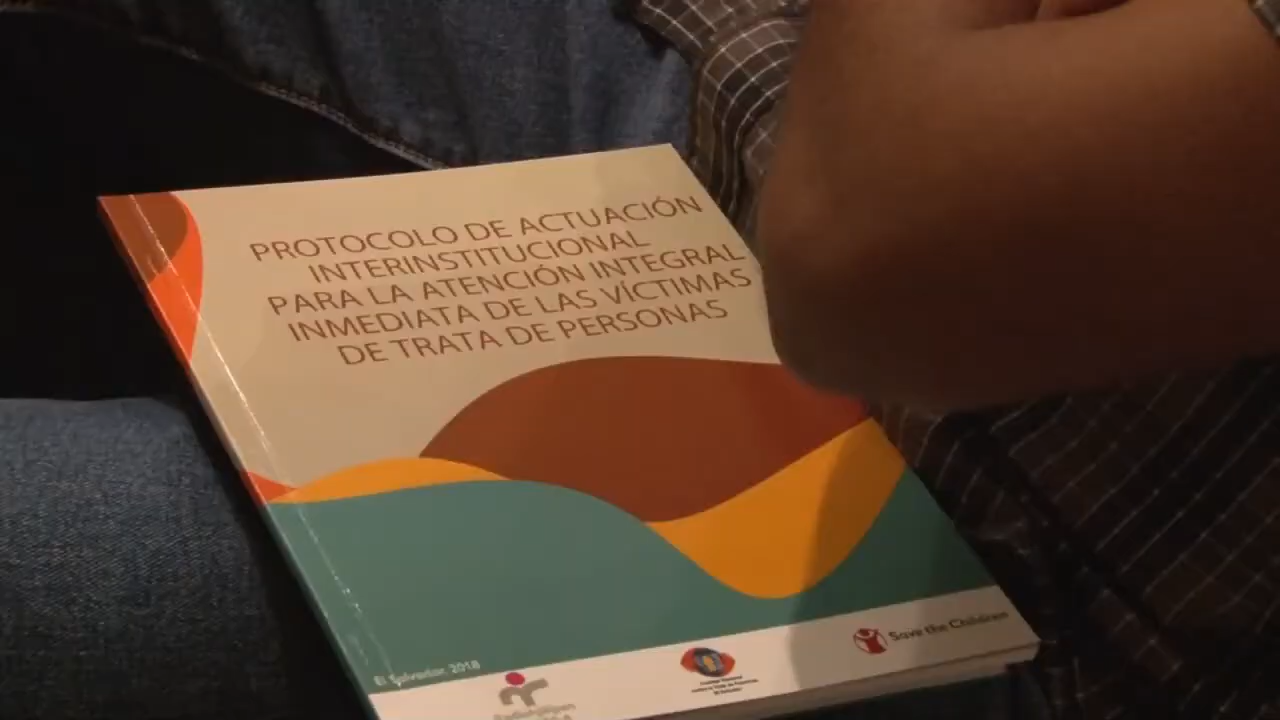 PROTOCOLO DE ACTUACIÓN
INTERINSTITUCIONAL
PARA LA ATENCIÓN INTEGRAL
INMEDIATA DE LAS VÍCTIMAS
DE TRATA DE PERSONAS
El Salvador, 2018
Save the Children